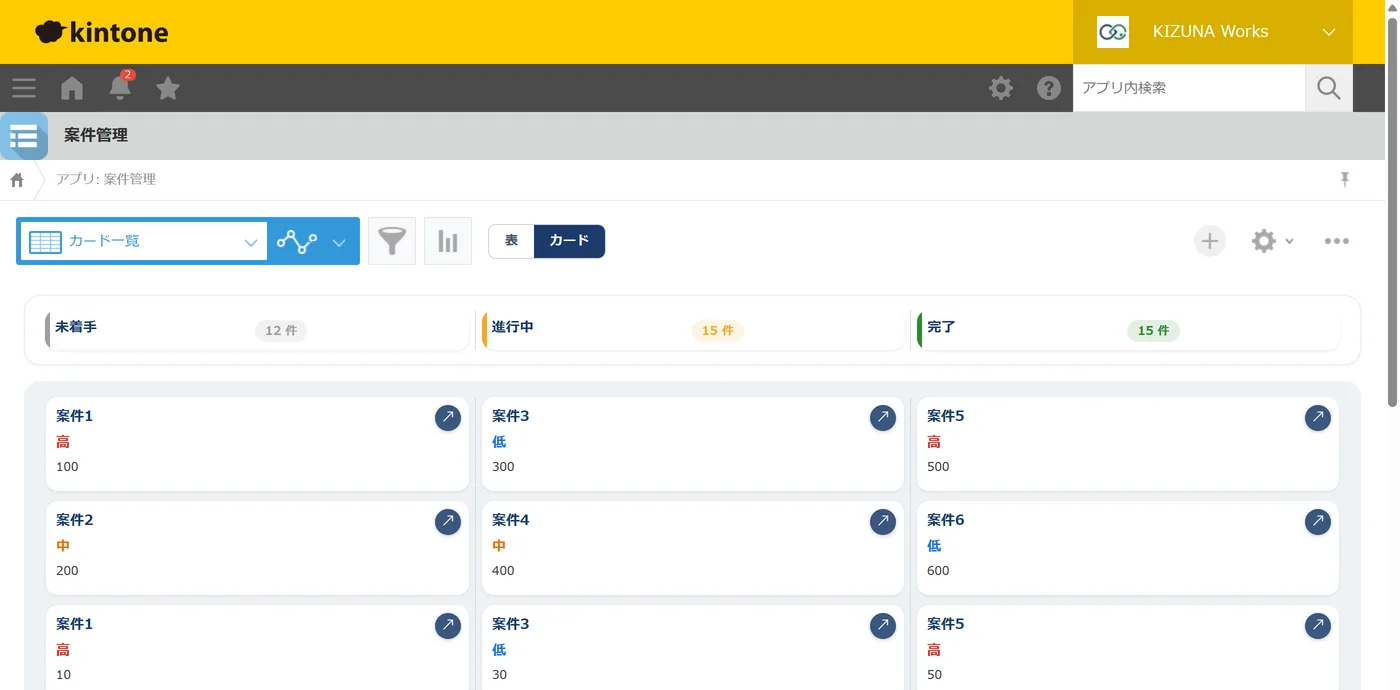 kintone
KIZUNA Works
2
アプリ内検索
案件管理
アプリ: 案件管理
カード一覧
表
カード
未着手
12 件
進行中
15 件
完了
15 件
案件1
高
100
案件3
低
300
案件5
高
500
案件2
中
200
案件4
中
400
案件6
低
600
案件1
高
10
案件3
低
30
案件5
高
50